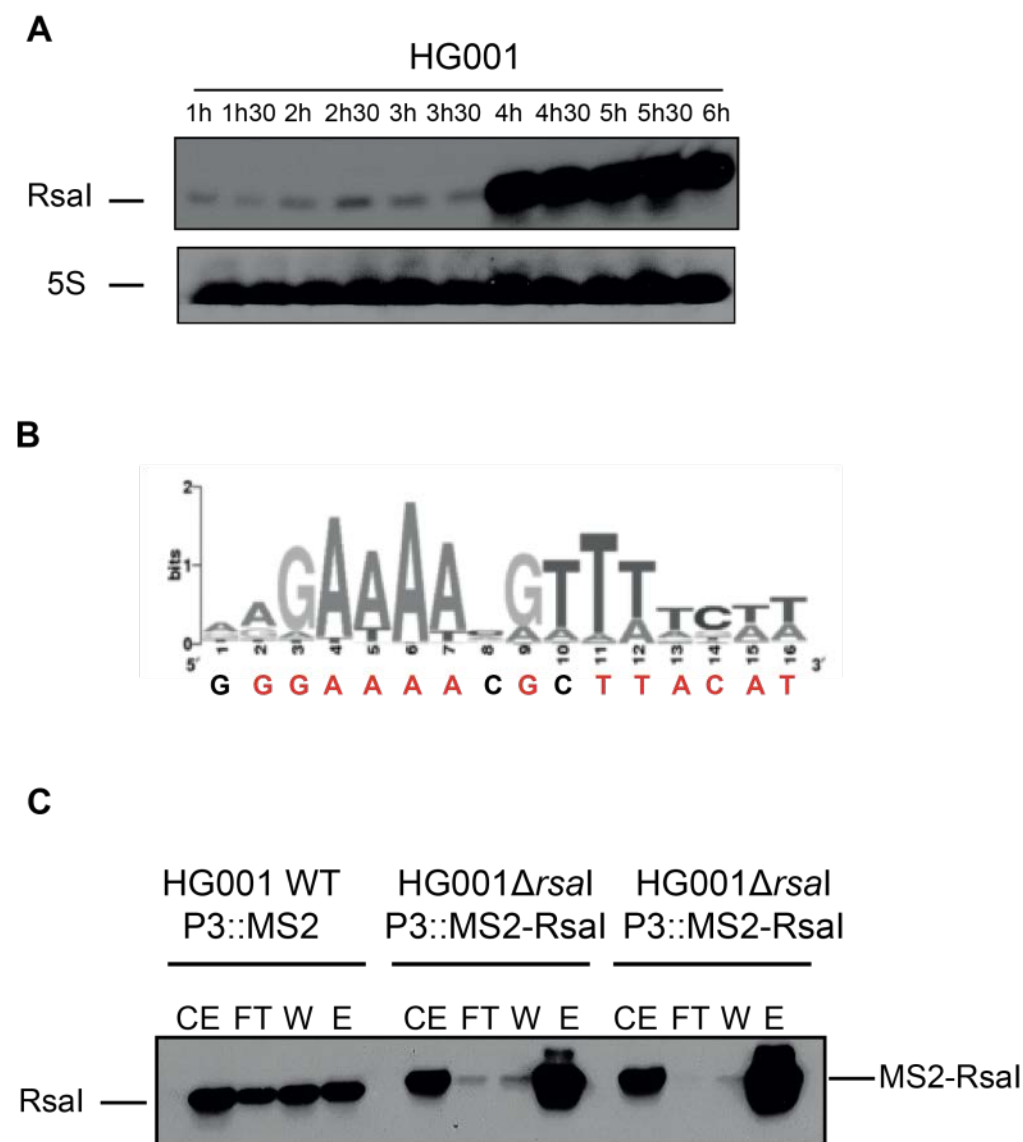 A
HG001
1h 1h30 2h 2h30 3h 3h30 4h 4h30 5h 5h30 6h
RsaI
5S
B
2
bits
1
0
5′ 1 2 3 4 5 6 7 8 9 10 11 12 13 14 15 16 3′
G G G A A A A C G C T T A C A T
C
HG001 WT HG001ΔrsaI HG001ΔrsaI
P3::MS2 P3::MS2-RsaI P3::MS2-RsaI
CE FT W E CE FT W E CE FT W E
MS2-RsaI
RsaI